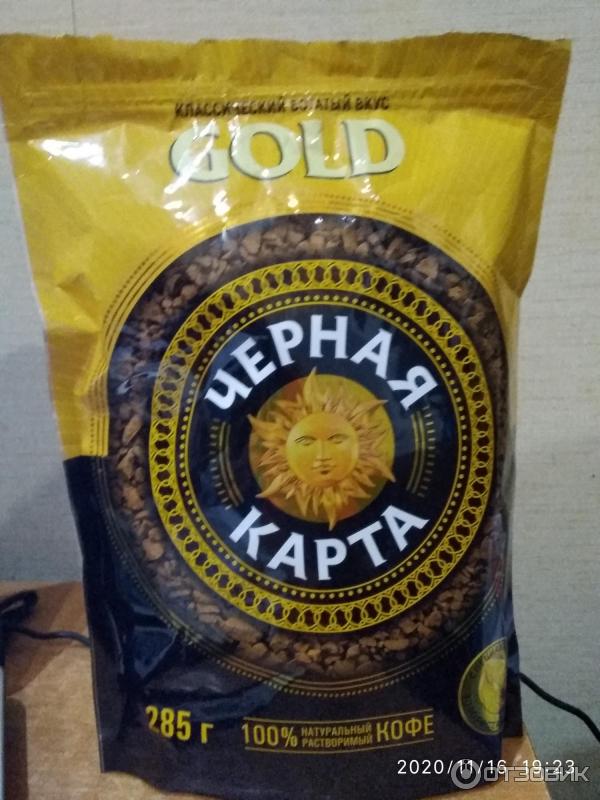 КЛАССИЧЕСКИЙ БОГАТЫЙ ВКУС
GOLD
ЧЕРНАЯ
КАРТА
285 г
100% НАТУРАЛЬНЫЙ РАСТВОРИМЫЙ КОФЕ
2020/11/16 19:23
ОТЗОВИК